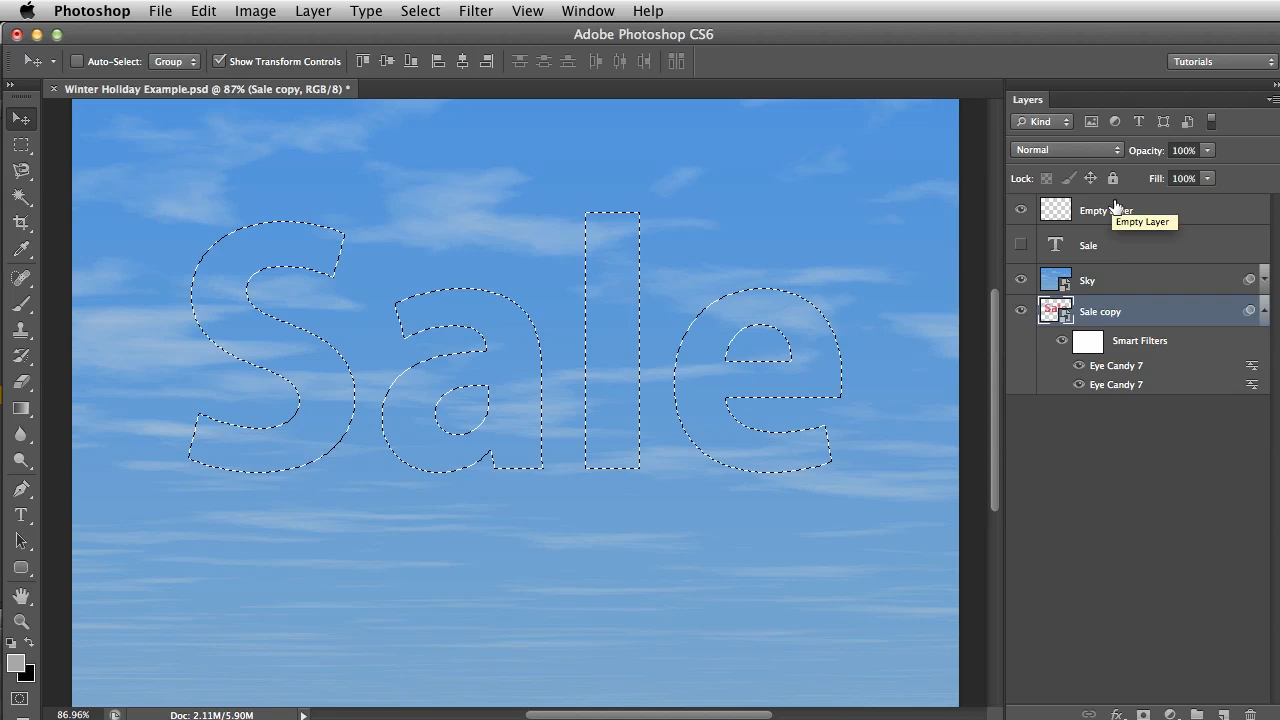 Photoshop File Edit Image Layer Type Select Filter View Window Help
Adobe Photoshop CS6
Auto-Select: Group Show Transform Controls Tutorials
× Winter Holiday Example.psd @ 87% (Sale copy, RGB/8) *
Layers
Kind T
Normal Opacity: 100%
Lock: Fill: 100%
Empty Layer
Empty Layer
T Sale
Sky
Sale Sale copy
Smart Filters
Eye Candy 7
Eye Candy 7
Sale
T
86.96% Doc: 2.11M/5.90M fx